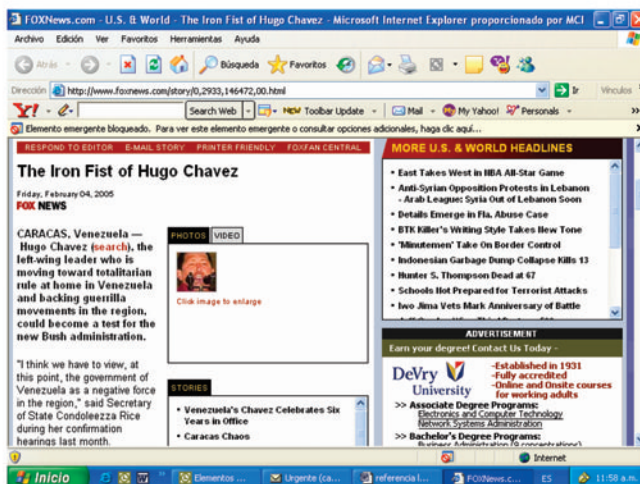 FOXNews.com - U.S. & World - The Iron Fist of Hugo Chavez - Microsoft Internet Explorer proporcionado por MCI
Archivo Edición Ver Favoritos Herramientas Ayuda
Atrás Búsqueda Favoritos
Dirección http://www.foxnews.com/story/0,2933,146472,00.html Ir Vínculos
Y! Search Web NEW Toolbar Update Mail My Yahoo! Personals
Elemento emergente bloqueado. Para ver este elemento emergente o consultar opciones adicionales, haga clic aquí...
RESPOND TO EDITOR E-MAIL STORY PRINTER FRIENDLY FOXFAN CENTRAL
The Iron Fist of Hugo Chavez
Friday, February 04, 2005
FOX NEWS
CARACAS, Venezuela —
Hugo Chavez (search), the
left-wing leader who is
moving toward totalitarian
rule at home in Venezuela
and backing guerrilla
movements in the region,
could become a test for the
new Bush administration.
"I think we have to view, at
this point, the government of
Venezuela as a negative force
in the region," said Secretary
of State Condoleezza Rice
during her confirmation
hearings last month.
PHOTOS VIDEO
Click image to enlarge
STORIES
• Venezuela's Chavez Celebrates Six
Years in Office
• Caracas Chaos
MORE U.S. & WORLD HEADLINES
• East Takes West in NBA All-Star Game
• Anti-Syrian Opposition Protests in Lebanon
- Arab League: Syria Out of Lebanon Soon
• Details Emerge in Fla. Abuse Case
• BTK Killer's Writing Style Takes New Tone
• 'Minutemen' Take On Border Control
• Indonesian Garbage Dump Collapse Kills 13
• Hunter S. Thompson Dead at 67
• Schools Not Prepared for Terrorist Attacks
• Iwo Jima Vets Mark Anniversary of Battle
ADVERTISEMENT
Earn your degree! Contact Us Today -
DeVry
University
-Established in 1931
-Fully accredited
-Online and Onsite courses
for working adults
>> Associate Degree Programs:
Electronics and Computer Technology
Network Systems Administration
>> Bachelor's Degree Programs:
Business Administration (9 concentrations)
Internet
Inicio Elementos ... Urgente (ca... referencia l... FOXNews.c... ES 11:58 a.m.